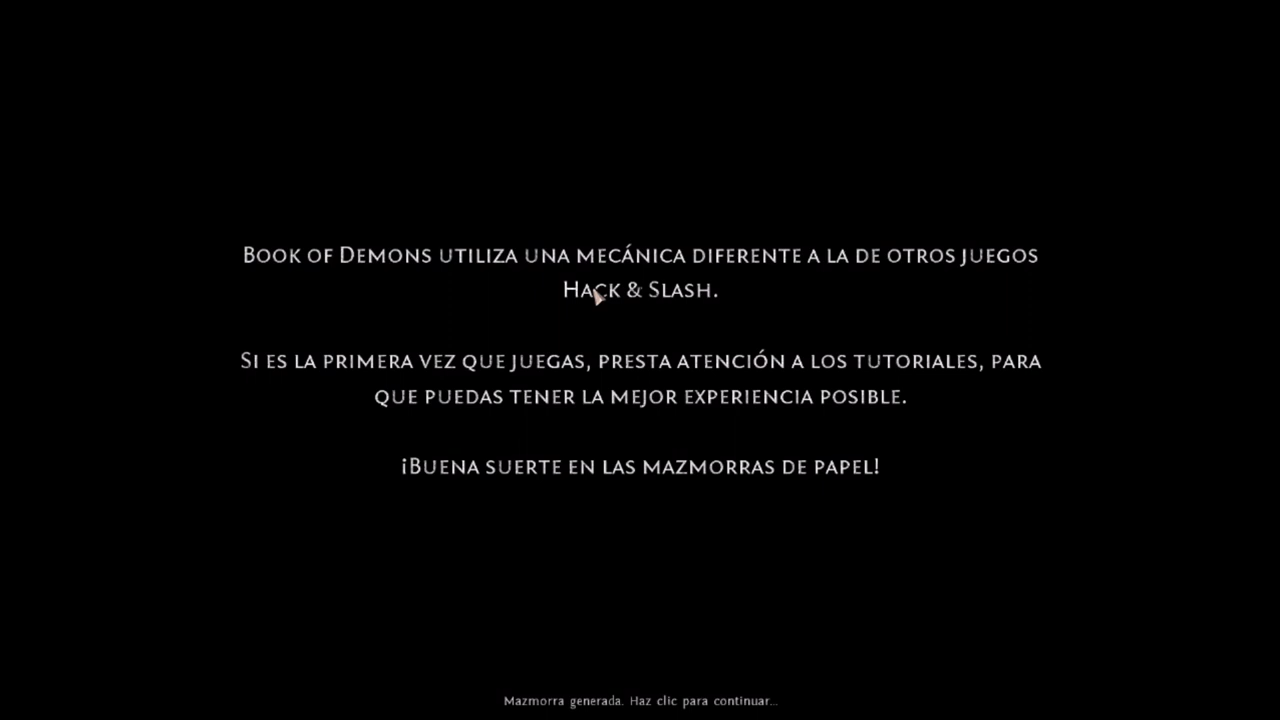 Book of Demons utiliza una mecánica diferente a la de otros juegos
Hack & Slash.
Si es la primera vez que juegas, presta atención a los tutoriales, para
que puedas tener la mejor experiencia posible.
¡Buena suerte en las mazmorras de papel!
Mazmorra generada. Haz clic para continuar...